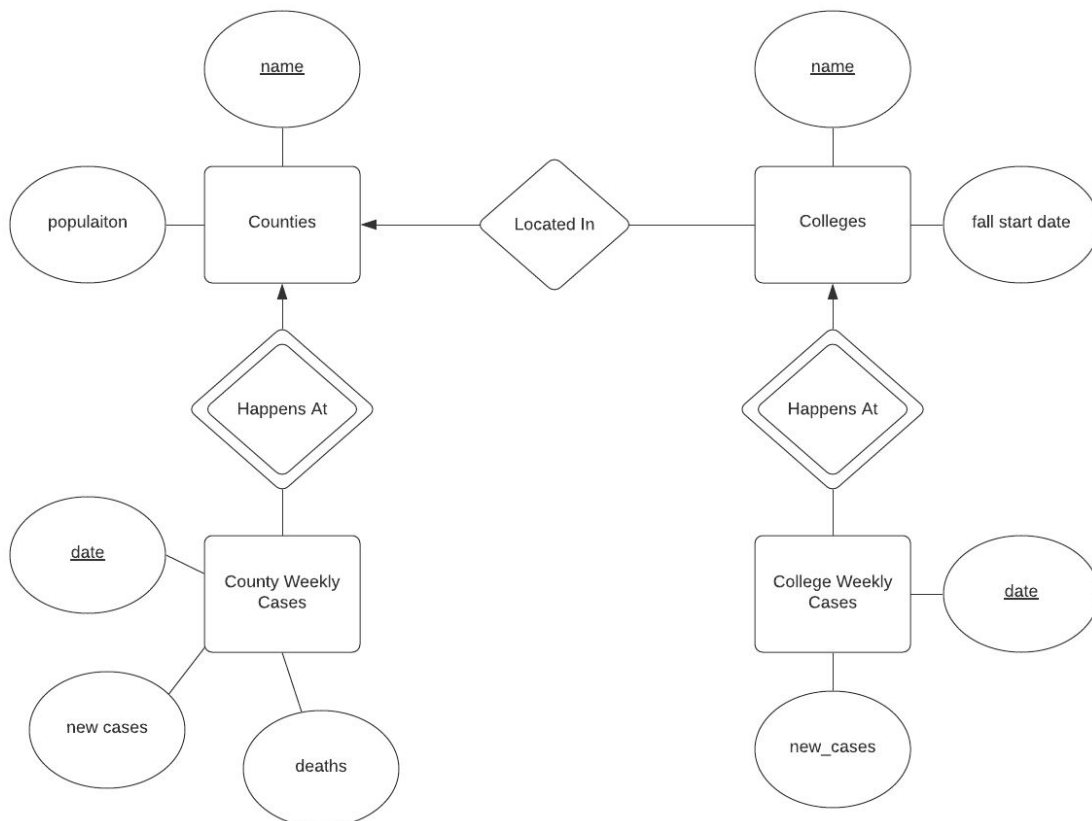 name
name
populaiton
Counties
Located In
Colleges
fall start date
Happens At
Happens At
date
County Weekly
Cases
College Weekly
Cases
date
new cases
deaths
new_cases